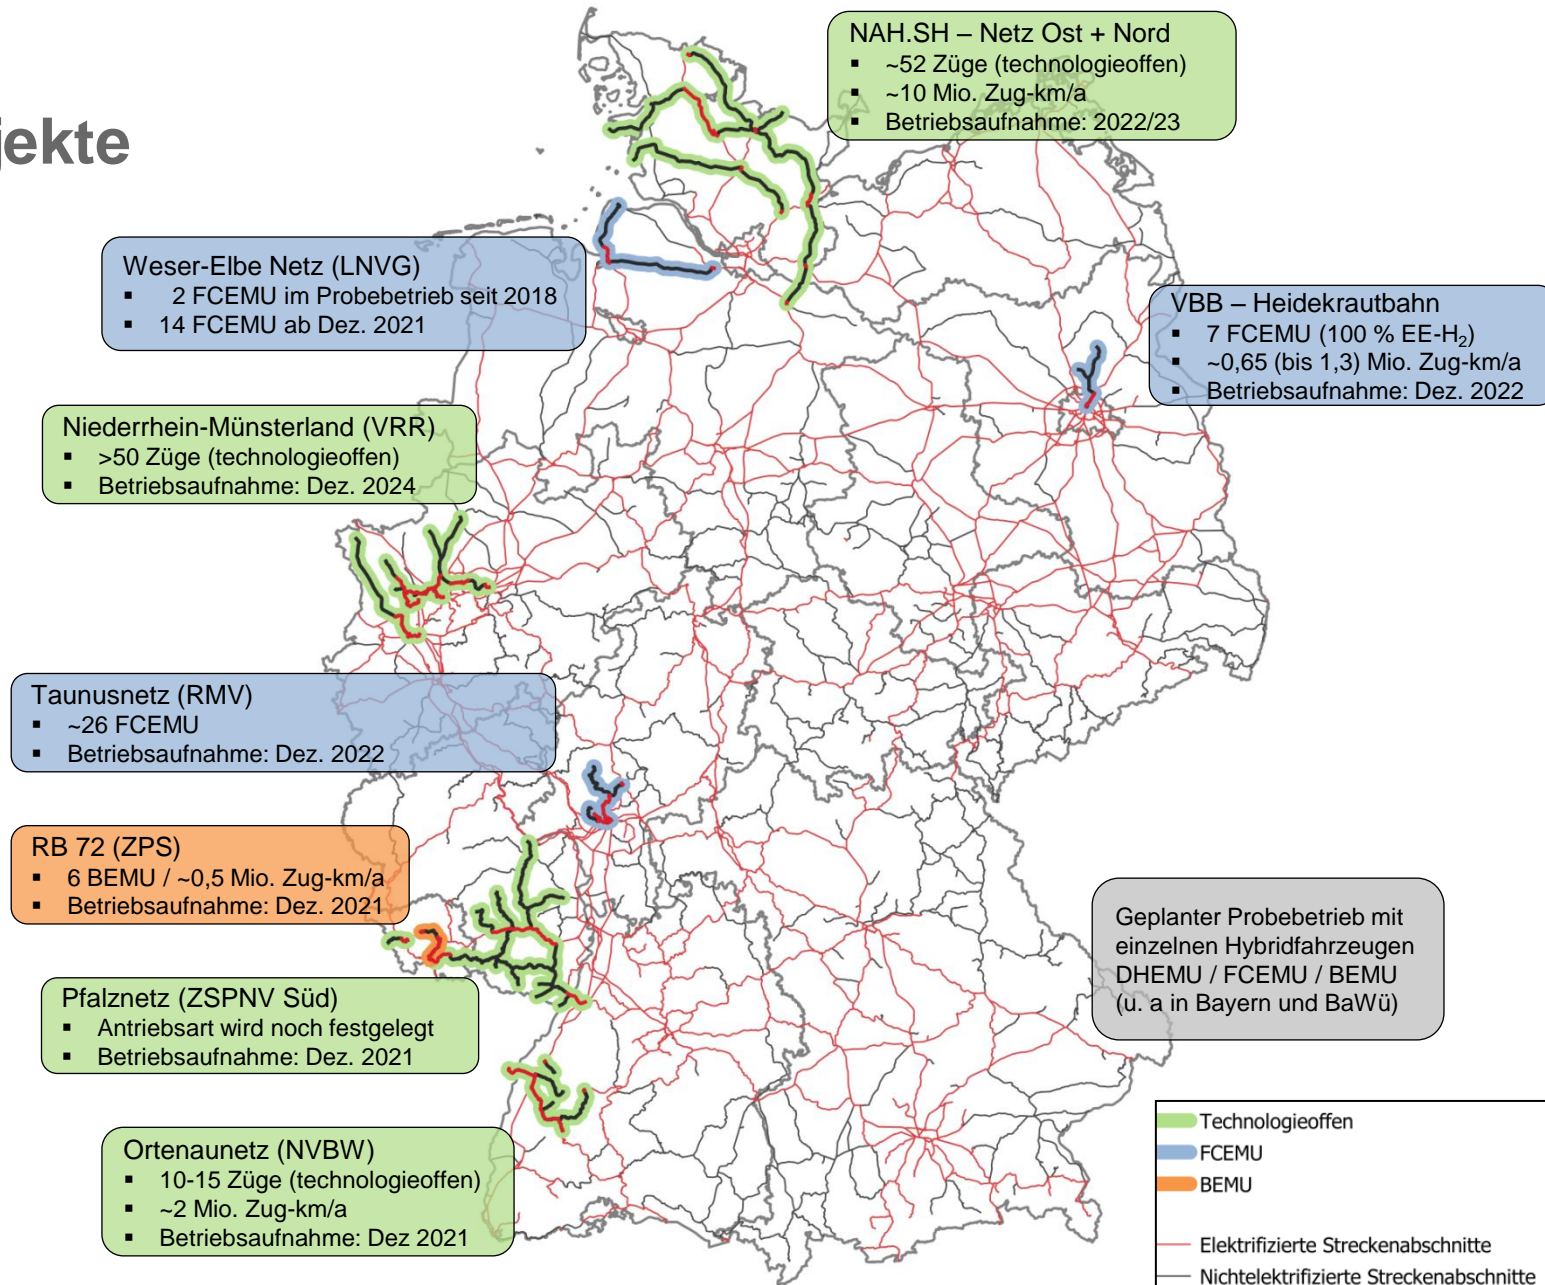 jekte
NAH.SH – Netz Ost + Nord
▪ ~52 Züge (technologieoffen)
▪ ~10 Mio. Zug-km/a
▪ Betriebsaufnahme: 2022/23
Weser-Elbe Netz (LNVG)
▪ 2 FCEMU im Probebetrieb seit 2018
▪ 14 FCEMU ab Dez. 2021
VBB – Heidekrautbahn
▪ 7 FCEMU (100 % EE-H₂)
▪ ~0,65 (bis 1,3) Mio. Zug-km/a
▪ Betriebsaufnahme: Dez. 2022
Niederrhein-Münsterland (VRR)
▪ >50 Züge (technologieoffen)
▪ Betriebsaufnahme: Dez. 2024
Taunusnetz (RMV)
▪ ~26 FCEMU
▪ Betriebsaufnahme: Dez. 2022
RB 72 (ZPS)
▪ 6 BEMU / ~0,5 Mio. Zug-km/a
▪ Betriebsaufnahme: Dez. 2021
Geplanter Probebetrieb mit
einzelnen Hybridfahrzeugen
DHEMU / FCEMU / BEMU
(u. a in Bayern und BaWü)
Pfalznetz (ZSPNV Süd)
▪ Antriebsart wird noch festgelegt
▪ Betriebsaufnahme: Dez. 2021
Ortenaunetz (NVBW)
▪ 10-15 Züge (technologieoffen)
▪ ~2 Mio. Zug-km/a
▪ Betriebsaufnahme: Dez 2021
Technologieoffen
FCEMU
BEMU
Elektrifizierte Streckenabschnitte
Nichtelektrifizierte Streckenabschnitte